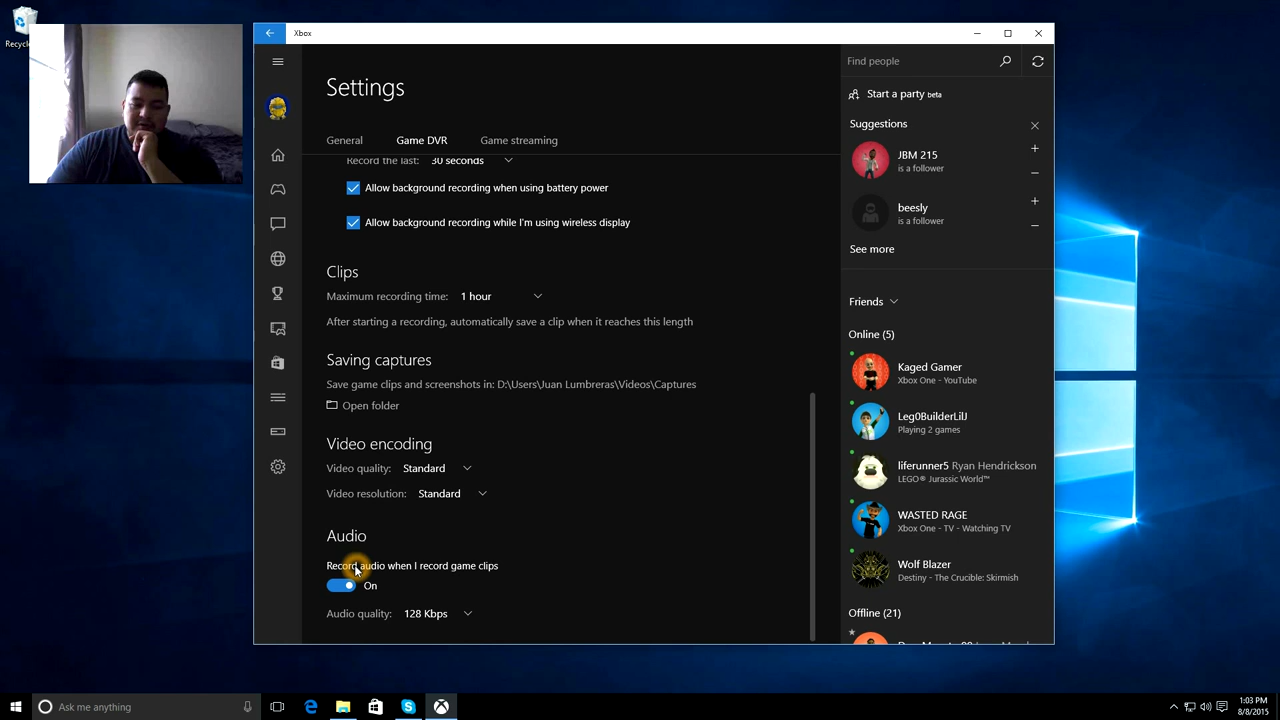 Recycle
Xbox
Settings
General Game DVR Game streaming
Record the last: 30 seconds
Allow background recording when using battery power
Allow background recording while I'm using wireless display
Clips
Maximum recording time: 1 hour
After starting a recording, automatically save a clip when it reaches this length
Saving captures
Save game clips and screenshots in: D:\Users\Juan Lumbreras\Videos\Captures
Open folder
Video encoding
Video quality: Standard
Video resolution: Standard
Audio
Record audio when I record game clips
On
Audio quality: 128 Kbps
Find people
Start a party beta
Suggestions
JBM 215
is a follower
beesly
is a follower
See more
Friends
Online (5)
Kaged Gamer
Xbox One - YouTube
Leg0BuilderLilJ
Playing 2 games
liferunner5 Ryan Hendrickson
LEGO® Jurassic World™
WASTED RAGE
Xbox One - TV - Watching TV
Wolf Blazer
Destiny - The Crucible: Skirmish
Offline (21)
Ask me anything
1:03 PM
8/8/2015